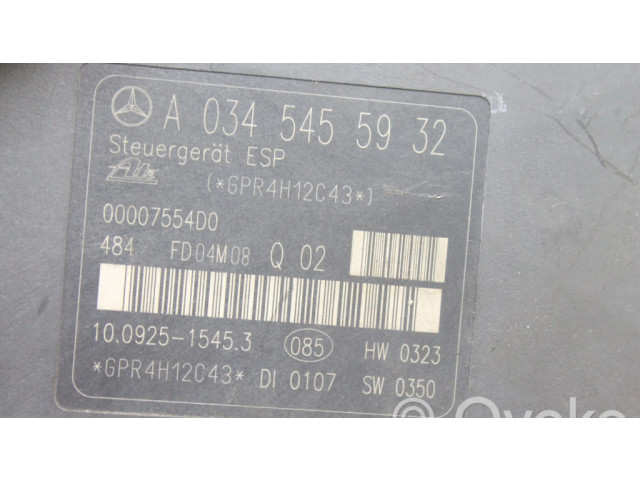 A 034 545 59 32
Steuergerät ESP
Ate (*GPR4H12C43*)
00007554D0
484 FD04M08 Q 02
10.0925-1545.3 085 HW 0323
*GPR4H12C43* DI 0107 SW 0350